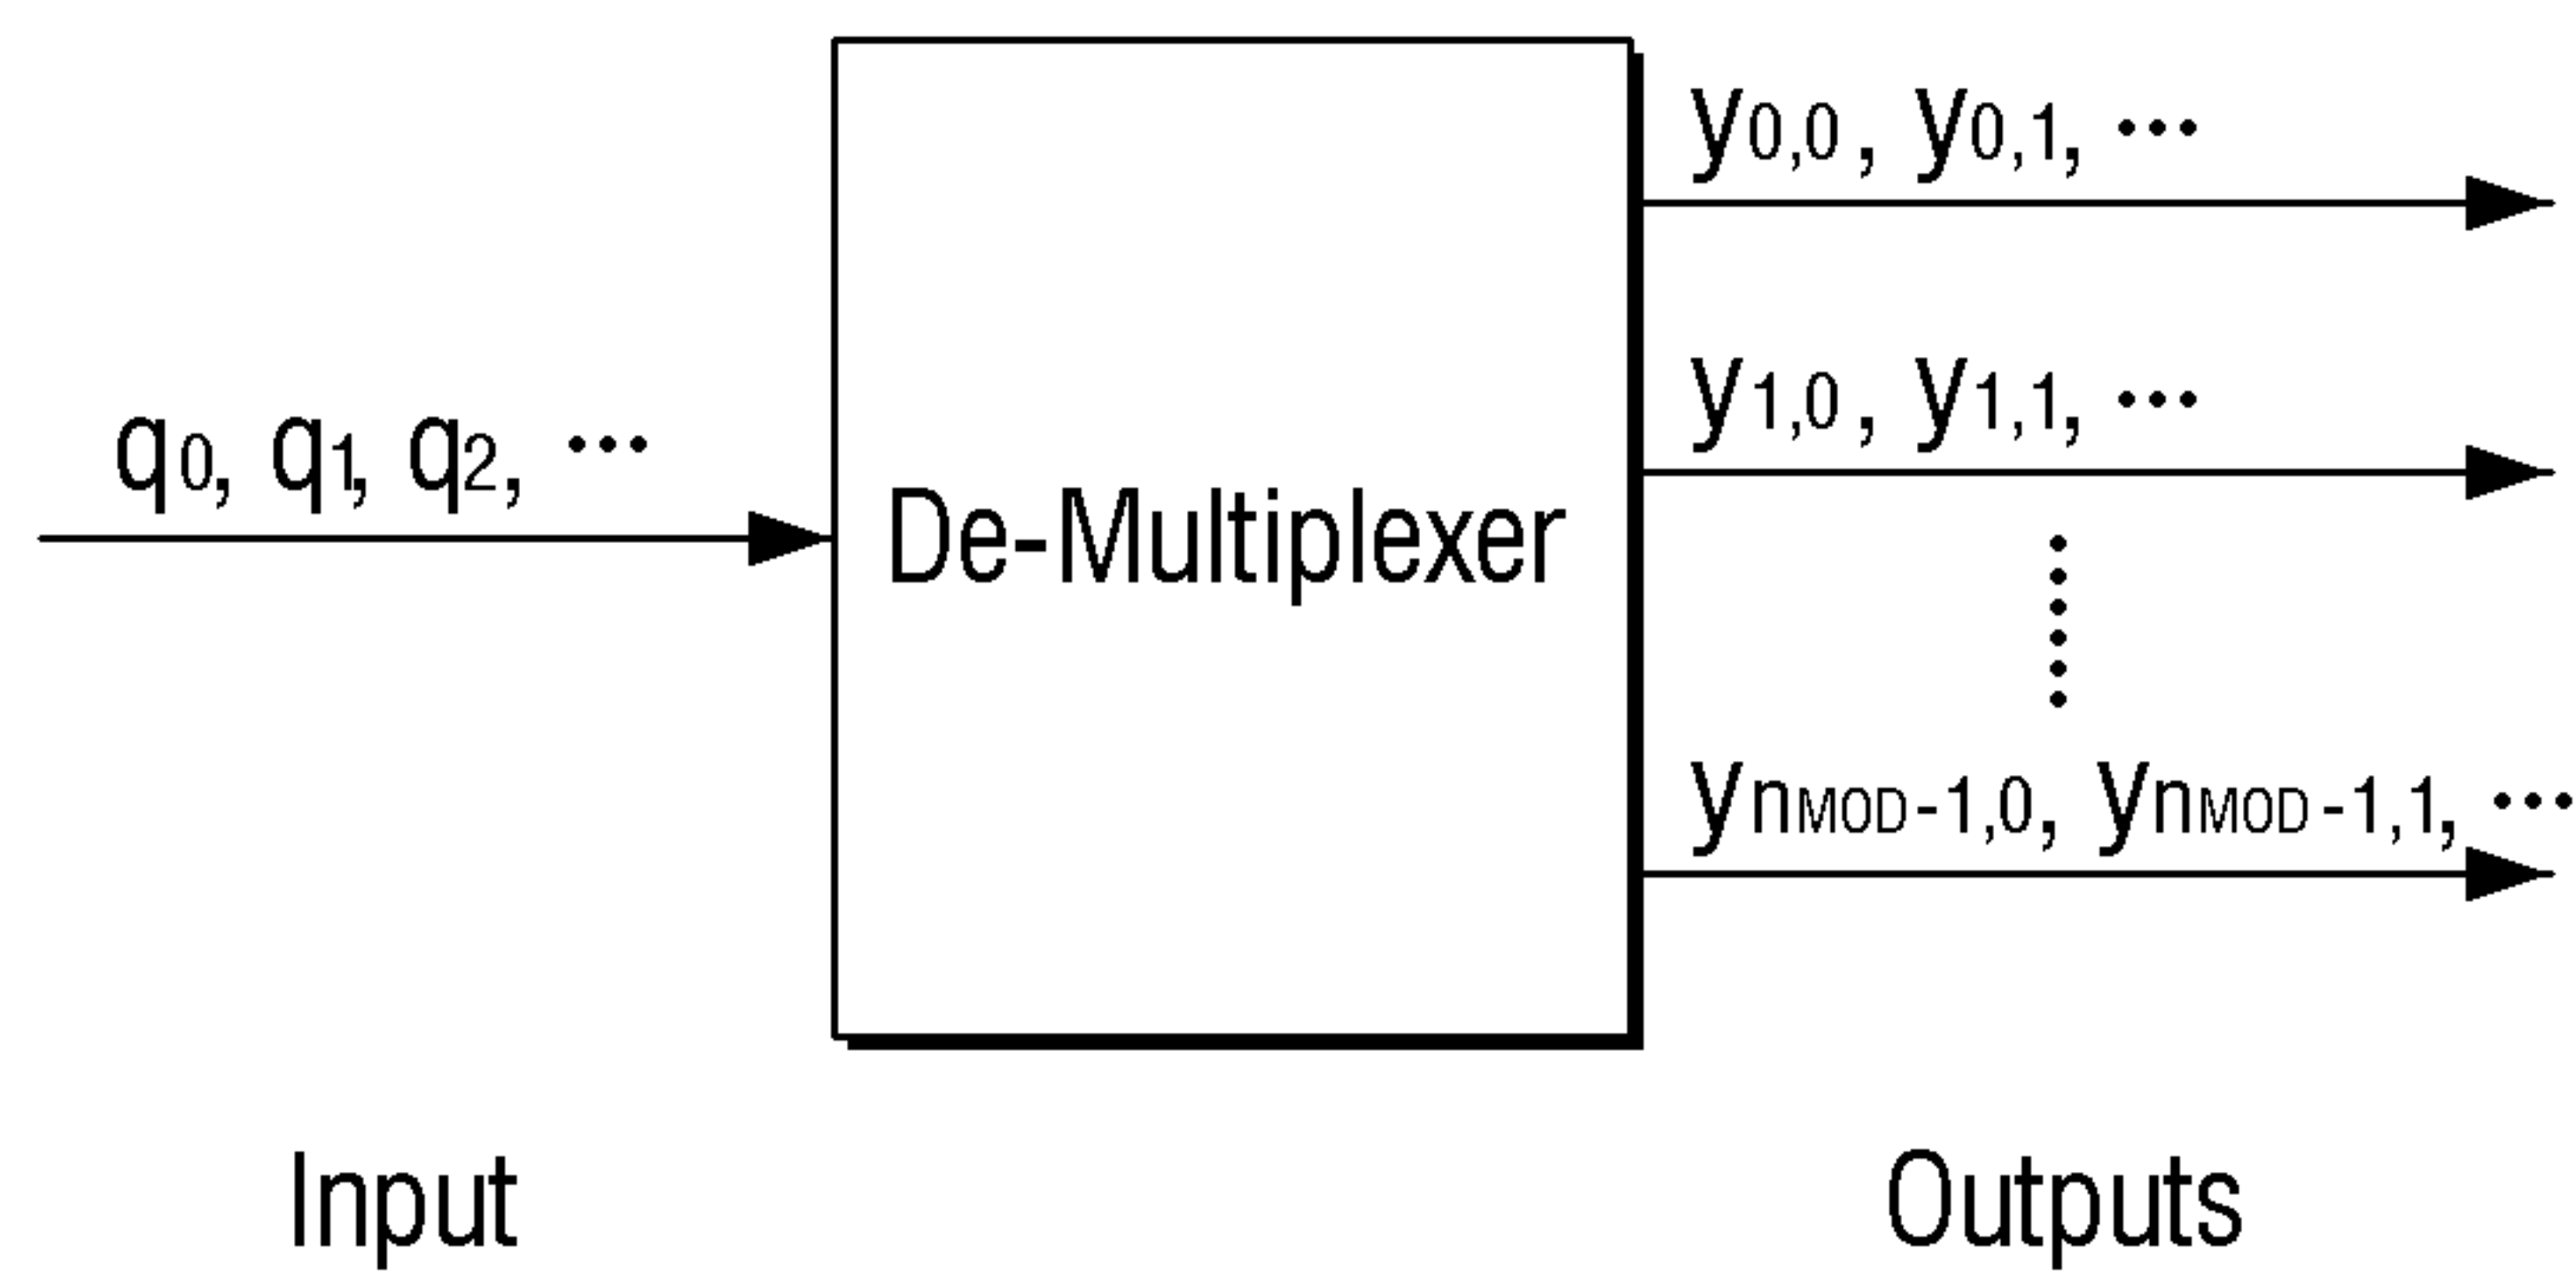 y0,0, y0,1, ···
y1,0, y1,1, ···
q0, q1, q2, ···
De-Multiplexer
ynMOD-1,0, ynMOD-1,1, ···
Input
Outputs